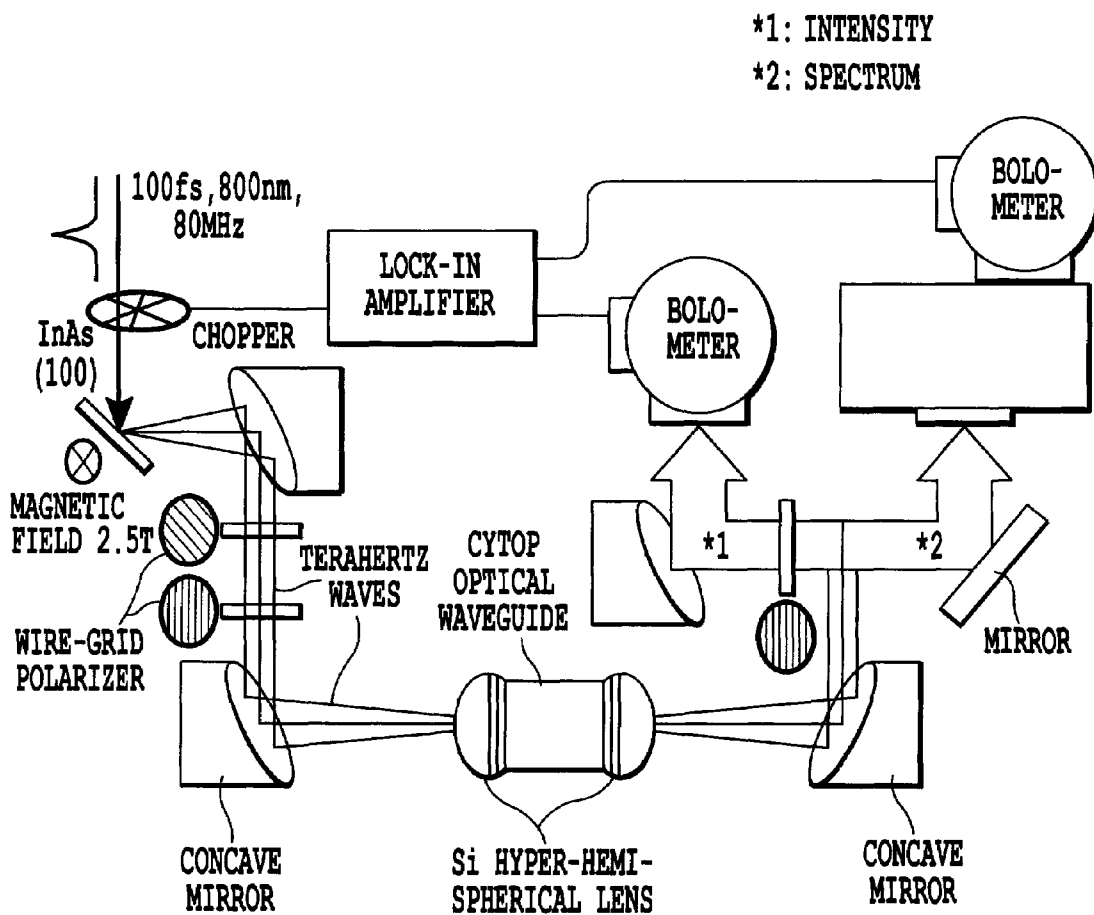 *1: INTENSITY
*2: SPECTRUM
100fs,800nm,
80MHz
BOLO-
METER
LOCK-IN
AMPLIFIER
BOLO-
METER
InAs
(100)
CHOPPER
MAGNETIC
FIELD 2.5T
TERAHERTZ
WAVES
CYTOP
OPTICAL
WAVEGUIDE
*1
*2
WIRE-GRID
POLARIZER
MIRROR
CONCAVE
MIRROR
Si HYPER-HEMI-
SPHERICAL LENS
CONCAVE
MIRROR